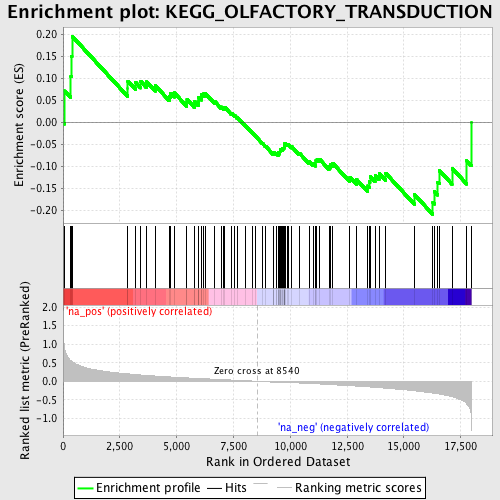 Enrichment plot: KEGG_OLFACTORY_TRANSDUCTION
Enrichment score (ES)
0.20
0.15
0.10
0.05
0.00
-0.05
-0.10
-0.15
-0.20
'na_pos' (positively correlated)
Ranked list metric (PreRanked)
2.0
1.5
1.0
0.5
0.0
-0.5
-1.0
Zero cross at 8540
'na_neg' (negatively correlated)
0 2,500 5,000 7,500 10,000 12,500 15,000 17,500
Rank in Ordered Dataset
Enrichment profile Hits Ranking metric scores